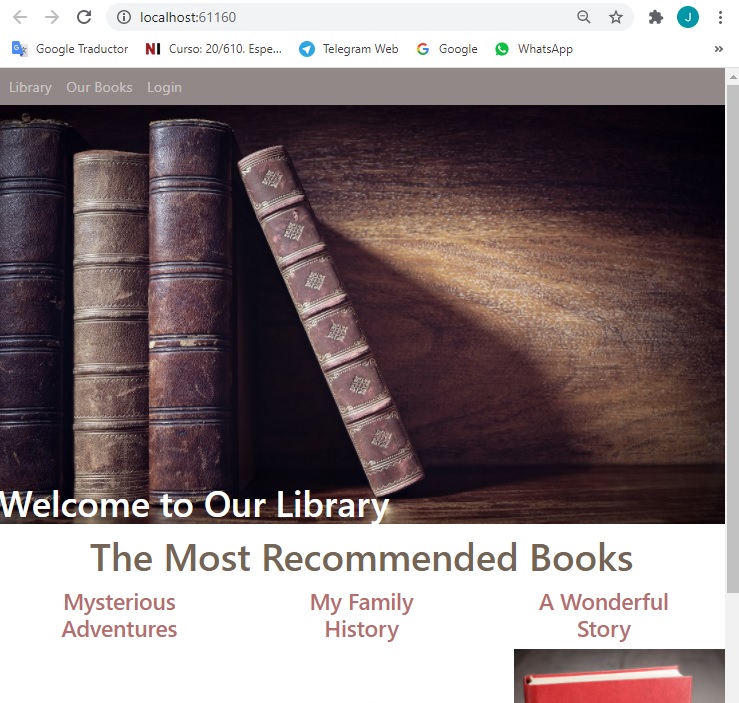 localhost:61160
J
Google Traductor
NI Curso: 20/610. Espe...
Telegram Web
G Google
WhatsApp
»
Library Our Books Login
Welcome to Our Library
The Most Recommended Books
Mysterious
Adventures
My Family
History
A Wonderful
Story